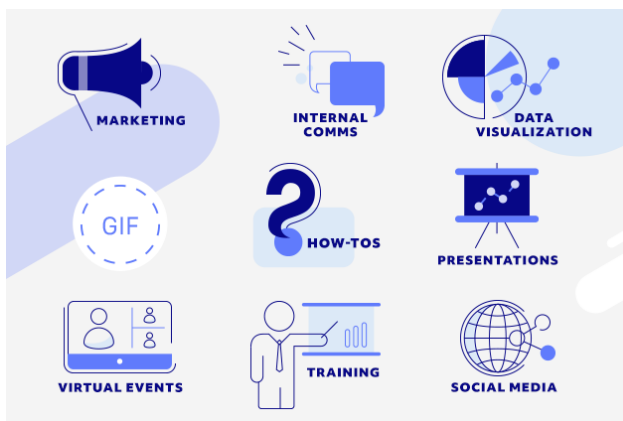 MARKETING
INTERNAL
COMMS
DATA
VISUALIZATION
GIF
HOW-TOS
PRESENTATIONS
VIRTUAL EVENTS
TRAINING
SOCIAL MEDIA